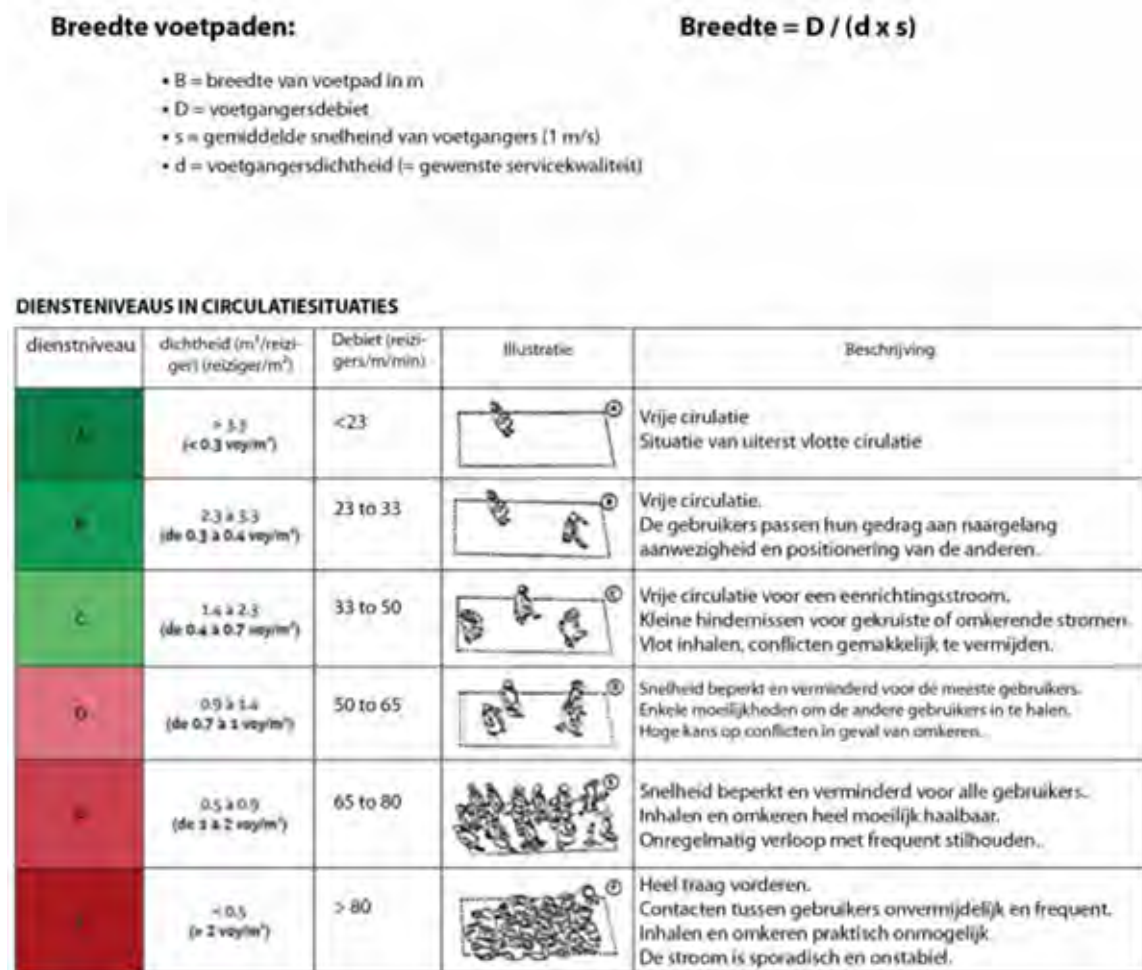 Breedte voetpaden:
Breedte = D / (d x s)
• B = breedte van voetpad in m
• D = voetgangersdebiet
• s = gemiddelde snelheind van voetgangers (1 m/s)
• d = voetgangersdichtheid (= gewenste servicekwaliteit)
DIENSTENIVEAUS IN CIRCULATIESITUATIES
dienstniveau
dichtheid (m²/reizi-
ger) (reiziger/m²)
Debiet (reizi-
gers/m/min)
Illustratie
Beschrijving
A
> 3.3
(< 0.3 voy/m²)
<23
A
Vrije cirulatie
Situatie van uiterst vlotte cirulatie
B
2.3 à 3.3
(de 0.3 à 0.4 voy/m²)
23 to 33
B
Vrije circulatie.
De gebruikers passen hun gedrag aan naargelang
aanwezigheid en positionering van de anderen.
C
1.4 à 2.3
(de 0.4 à 0.7 voy/m²)
33 to 50
C
Vrije circulatie voor een eenrichtingsstroom.
Kleine hindernissen voor gekruiste of omkerende stromen.
Vlot inhalen, conflicten gemakkelijk te vermijden.
D
0.9 à 1.4
(de 0.7 à 1 voy/m²)
50 to 65
D
Snelheid beperkt en verminderd voor de meeste gebruikers.
Enkele moeilijkheden om de andere gebruikers in te halen.
Hoge kans op conflicten in geval van omkeren.
0.5 à 0.9
(de 1 à 2 voy/m²)
65 to 80
E
Snelheid beperkt en verminderd voor alle gebruikers.
Inhalen en omkeren heel moeilijk haalbaar.
Onregelmatig verloop met frequent stilhouden.
< 0.5
(> 2 voy/m²)
> 80
F
Heel traag vorderen.
Contacten tussen gebruikers onvermijdelijk en frequent.
Inhalen en omkeren praktisch onmogelijk
De stroom is sporadisch en onstabiel.